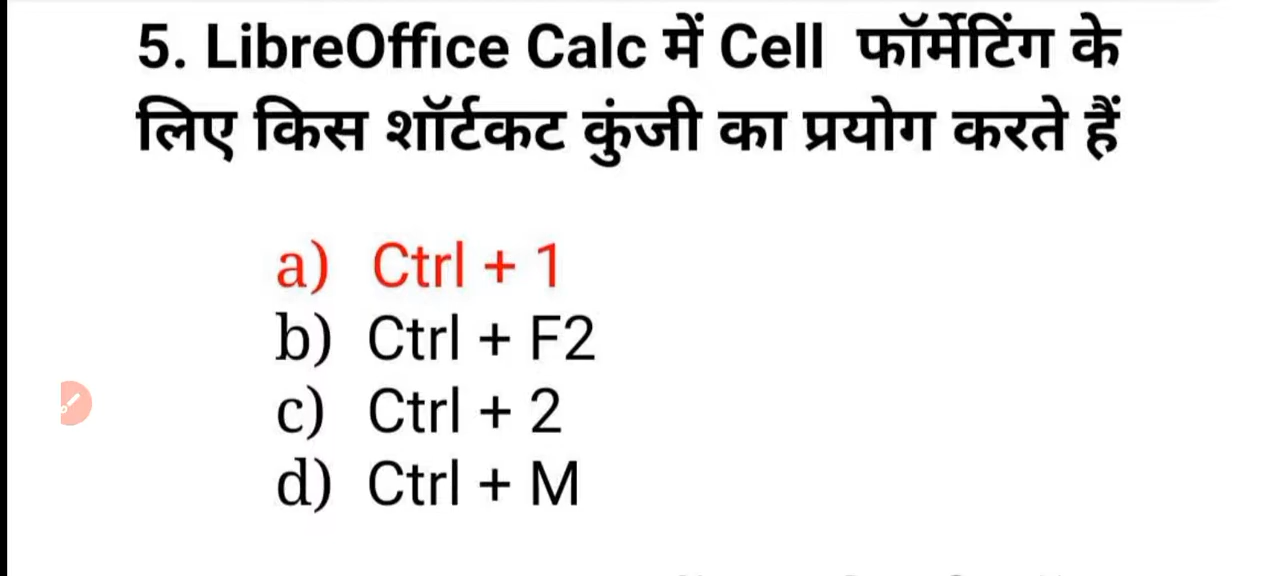 5. LibreOffice Calc में Cell फॉर्मेटिंग के
लिए किस शॉर्टकट कुंजी का प्रयोग करते हैं
a) Ctrl + 1
b) Ctrl + F2
c) Ctrl + 2
d) Ctrl + M